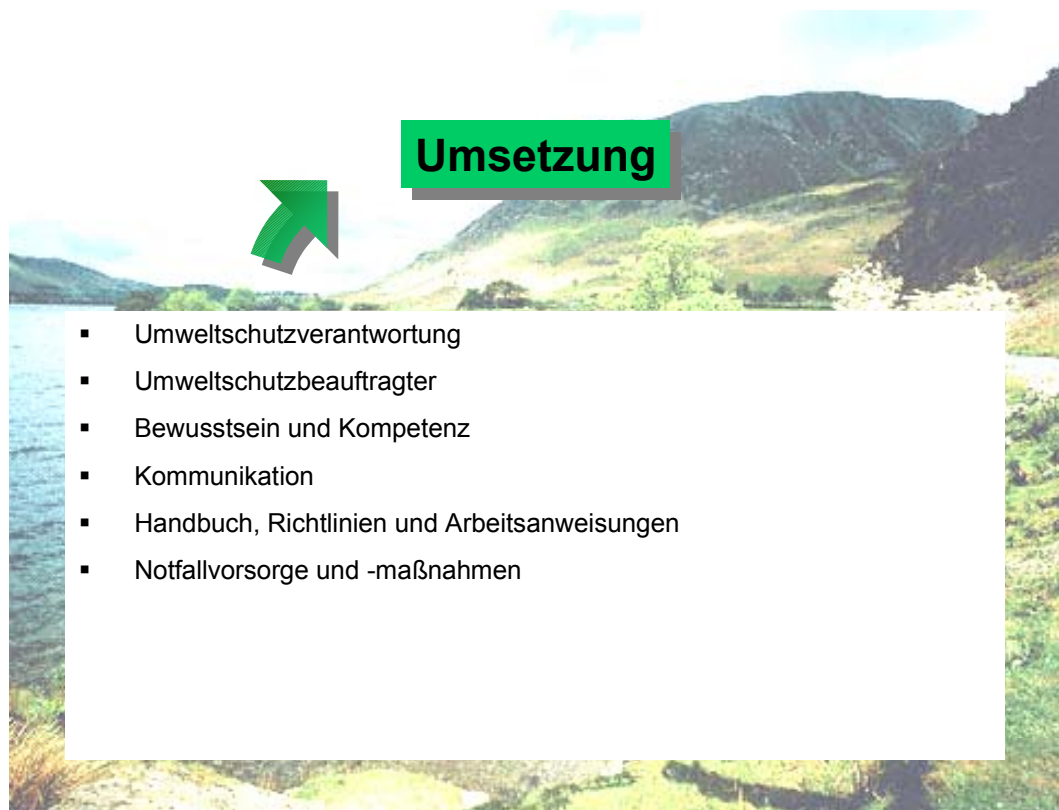 Umsetzung
▪ Umweltschutzverantwortung
▪ Umweltschutzbeauftragter
▪ Bewusstsein und Kompetenz
▪ Kommunikation
▪ Handbuch, Richtlinien und Arbeitsanweisungen
▪ Notfallvorsorge und -maßnahmen